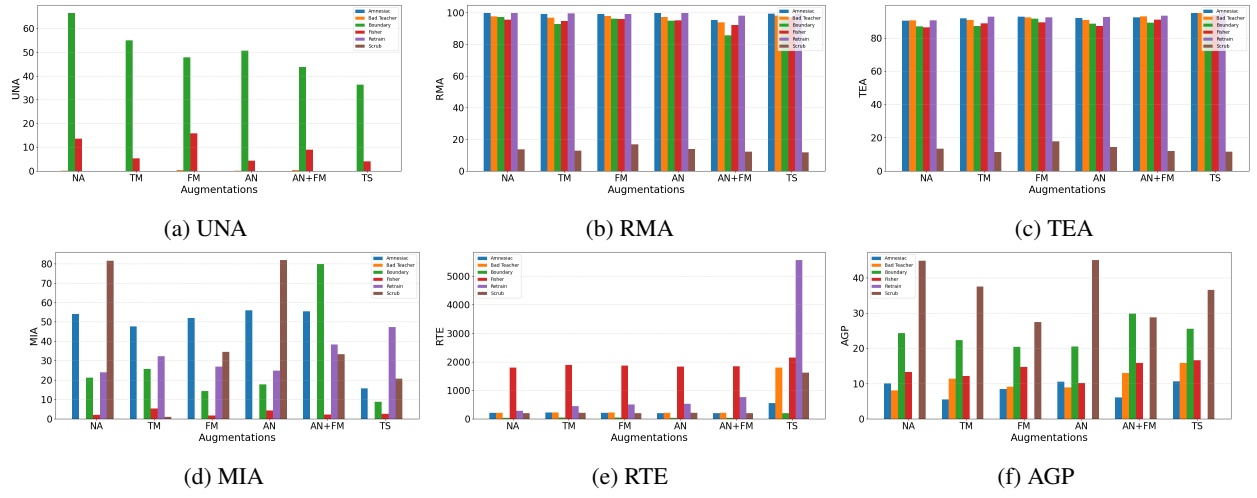 60
50
40
30
20
10
0
UNA
NA
TM
FM
AN
AN+FM
TS
Augmentations
Amnesiac
Bad Teacher
Boundary
Fisher
Retrain
Scrub
(a) UNA
100
80
60
40
20
0
RMA
NA
TM
FM
AN
AN+FM
TS
Augmentations
Amnesiac
Bad Teacher
Boundary
Fisher
Retrain
Scrub
(b) RMA
80
60
40
20
0
TEA
NA
TM
FM
AN
AN+FM
TS
Augmentations
Amnesiac
Bad Teacher
Boundary
Fisher
Retrain
Scrub
(c) TEA
80
70
60
50
40
30
20
10
0
MIA
NA
TM
FM
AN
AN+FM
TS
Augmentations
Amnesiac
Bad Teacher
Boundary
Fisher
Retrain
Scrub
(d) MIA
5000
4000
3000
2000
1000
0
RTE
NA
TM
FM
AN
AN+FM
TS
Augmentations
Amnesiac
Bad Teacher
Boundary
Fisher
Retrain
Scrub
(e) RTE
40
30
20
10
0
AGP
NA
TM
FM
AN
AN+FM
TS
Augmentations
Amnesiac
Bad Teacher
Boundary
Fisher
Retrain
Scrub
(f) AGP